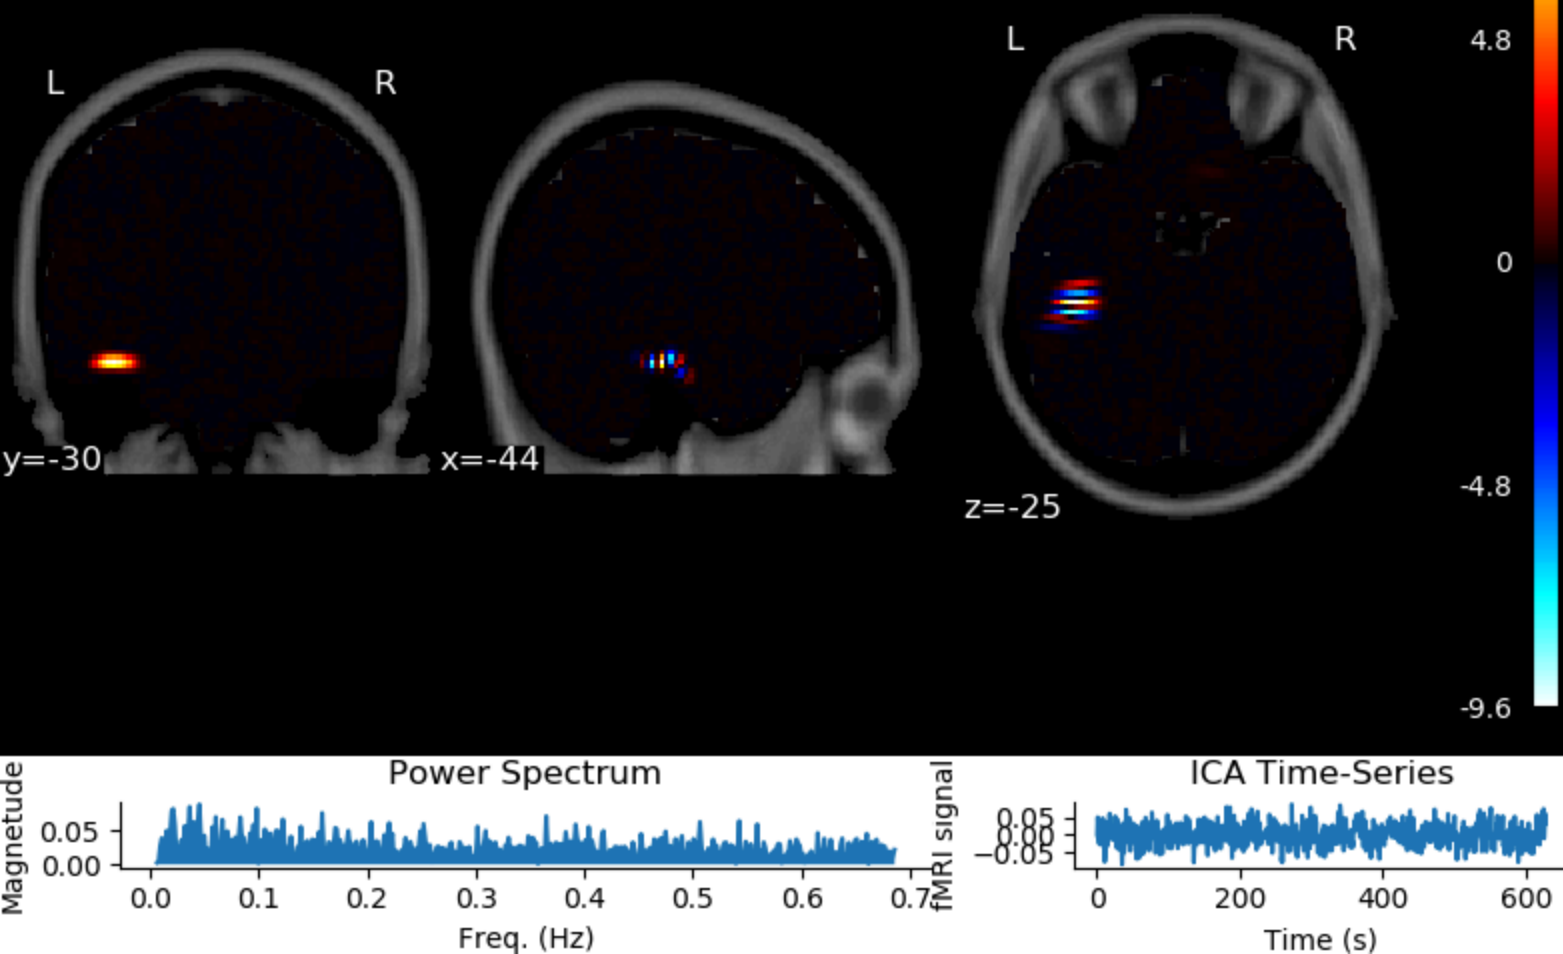 L R
y=-30
x=-44
L R
z=-25
4.8
0
-4.8
-9.6
Power Spectrum
Magnetude
0.05
0.00
0.0 0.1 0.2 0.3 0.4 0.5 0.6 0.7
Freq. (Hz)
ICA Time-Series
fMRI signal
0.05
0.00
−0.05
0 200 400 600
Time (s)